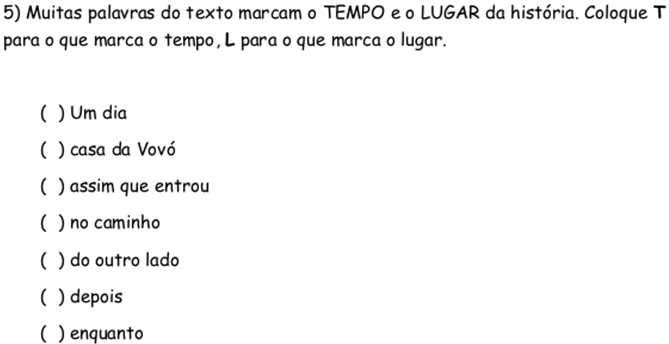 5) Muitas palavras do texto marcam o TEMPO e o LUGAR da história. Coloque T
para o que marca o tempo, L para o que marca o lugar.
( ) Um dia
( ) casa da Vovó
( ) assim que entrou
( ) no caminho
( ) do outro lado
( ) depois
( ) enquanto